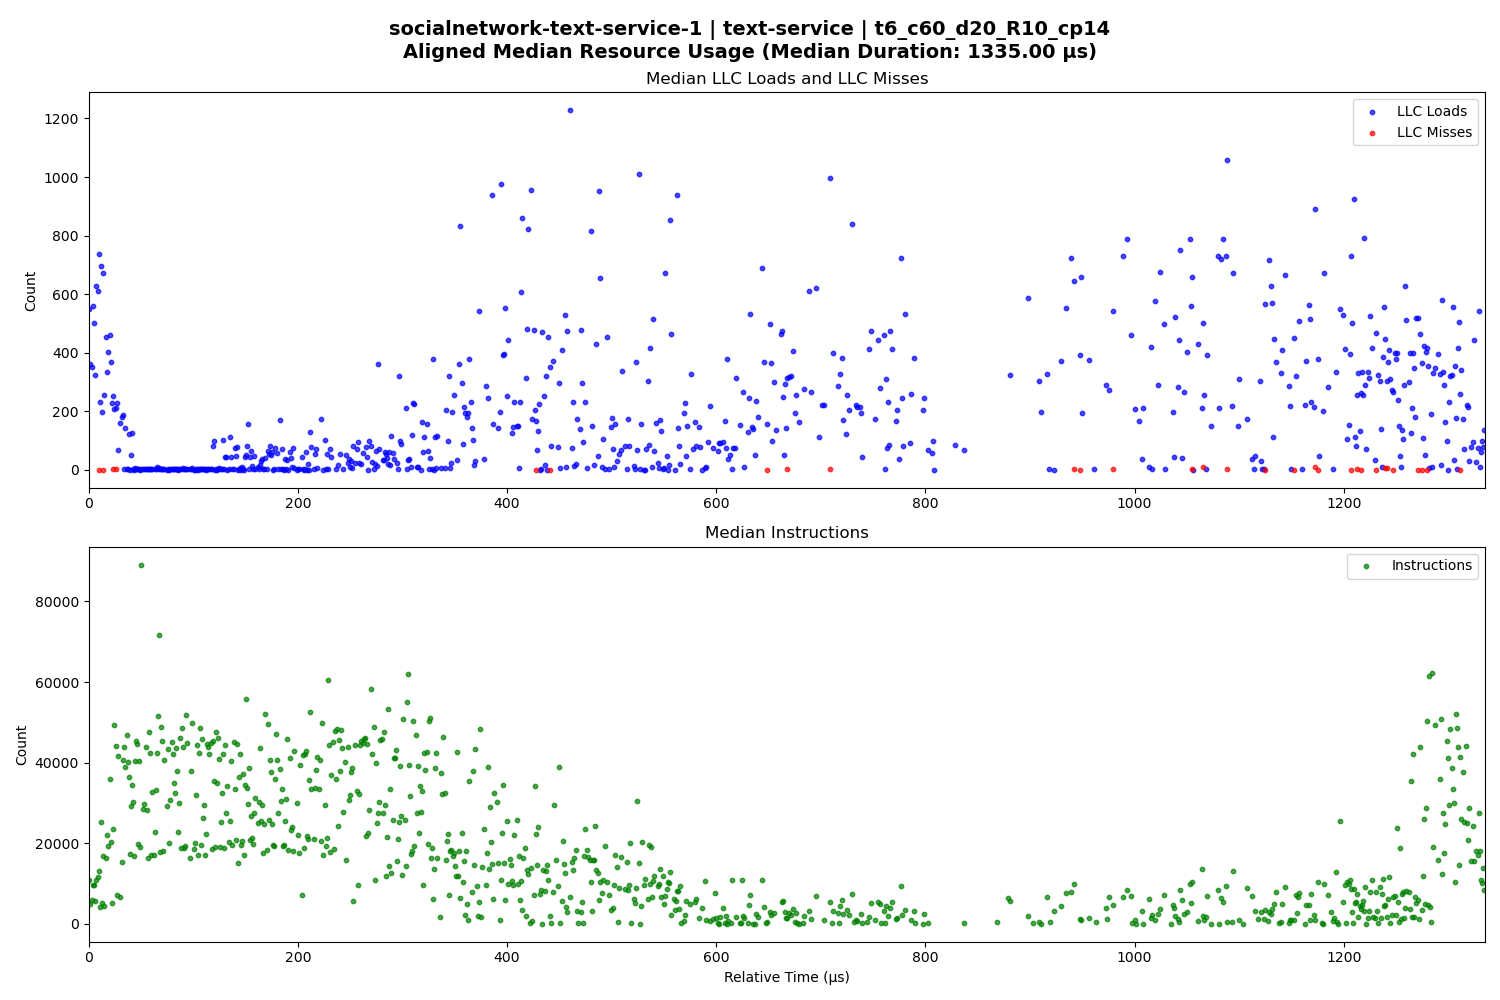 socialnetwork-text-service-1 | text-service | t6_c60_d20_R10_cp14
Aligned Median Resource Usage (Median Duration: 1335.00 μs)
Median LLC Loads and LLC Misses
1200
1000
800
600
400
200
0
Count
LLC Loads
LLC Misses
0 200 400 600 800 1000 1200
Median Instructions
80000
60000
40000
20000
0
Count
Instructions
0 200 400 600 800 1000 1200
Relative Time (μs)